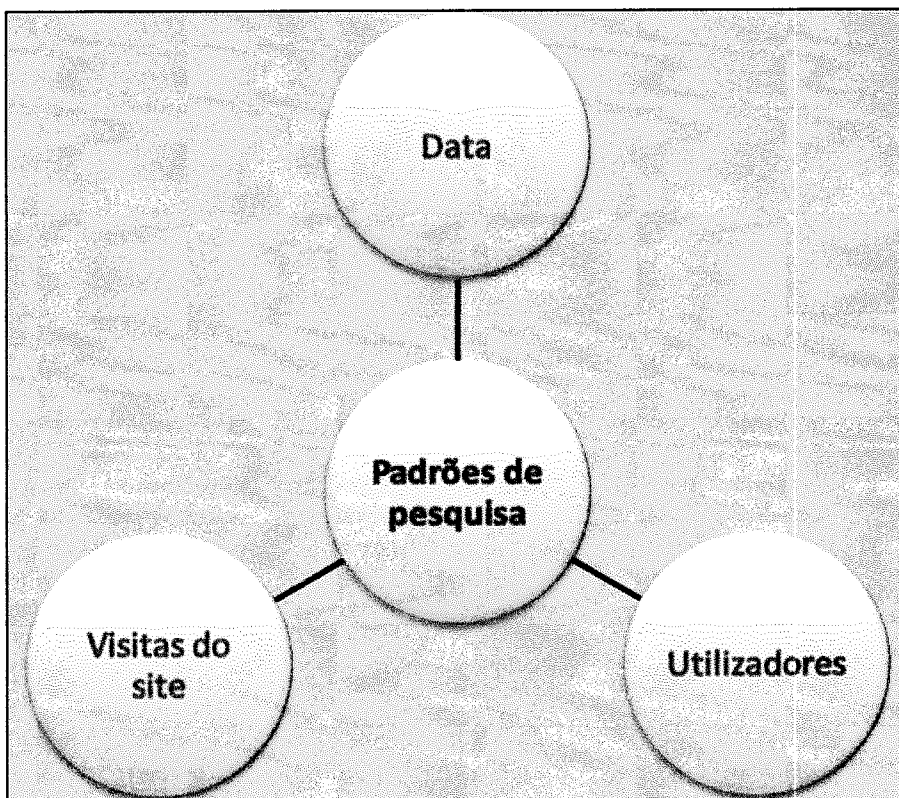 Data
Padrões de
pesquisa
Visitas do
site
Utilizadores